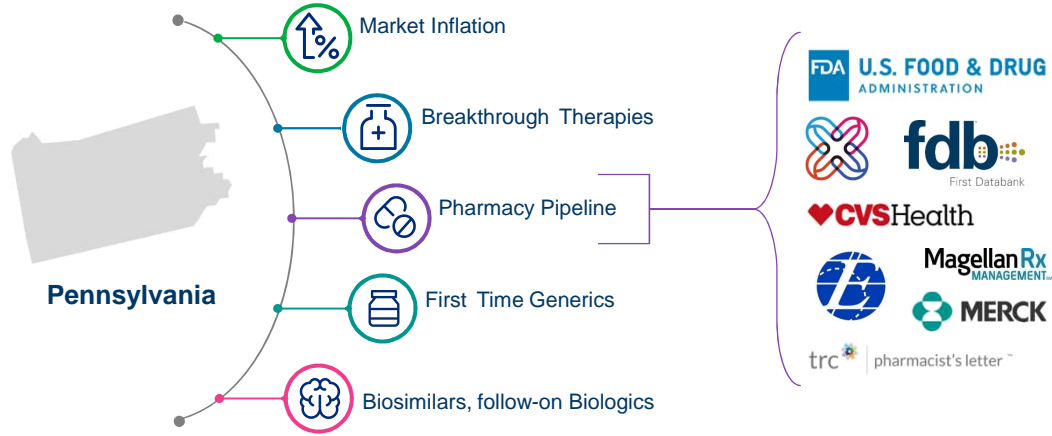 Market Inflation
Breakthrough Therapies
Pharmacy Pipeline
First Time Generics
Biosimilars, follow-on Biologics
Pennsylvania
%
FDA U.S. FOOD & DRUG
ADMINISTRATION
fdb
First Databank
CVSHealth
MagellanRx
MANAGEMENT
MERCK
trc pharmacist's letter™